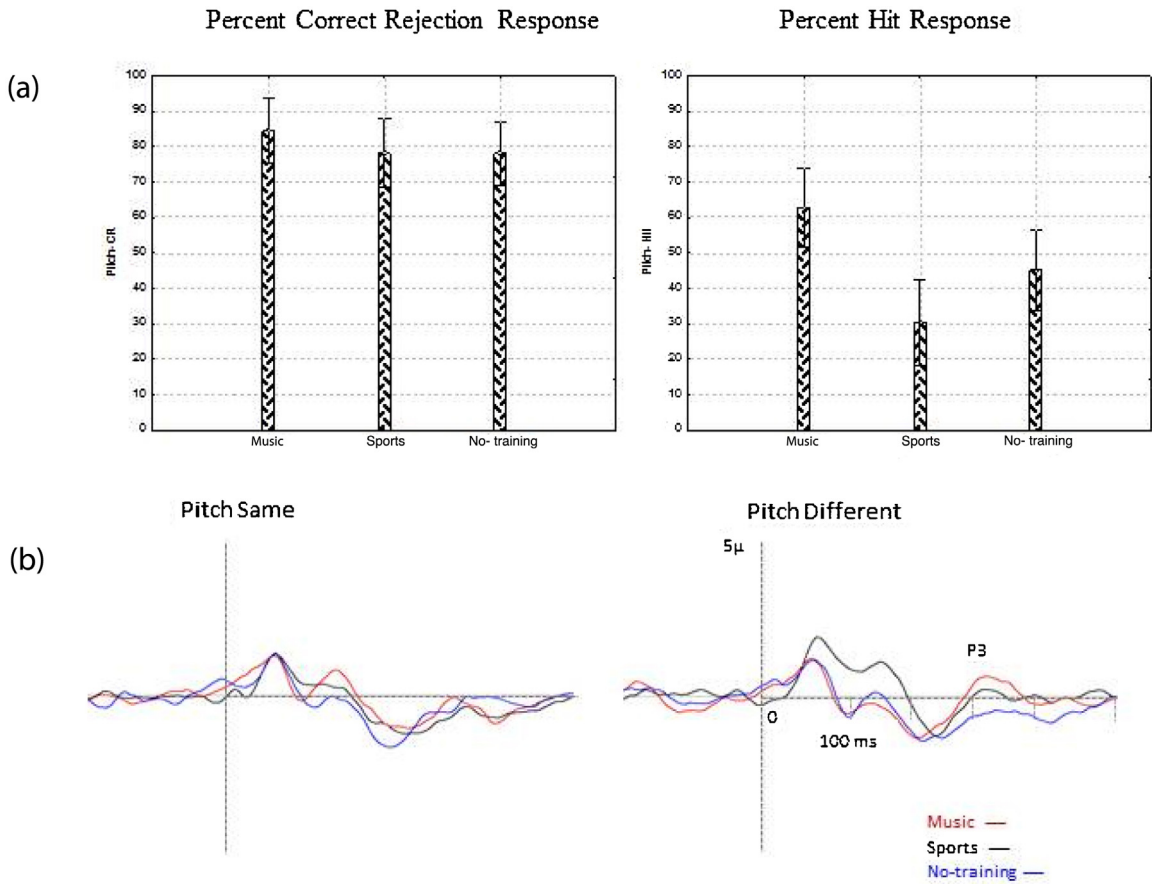 Percent Correct Rejection Response
Percent Hit Response
(a)
100
90
80
70
60
50
40
30
20
10
0
Pitch- CR
Music
Sports
No- training
100
90
80
70
60
50
40
30
20
10
0
Pitch- Hit
Music
Sports
No- training
(b)
Pitch Same
Pitch Different
5μ
P3
0
100 ms
Music
Sports
No-training